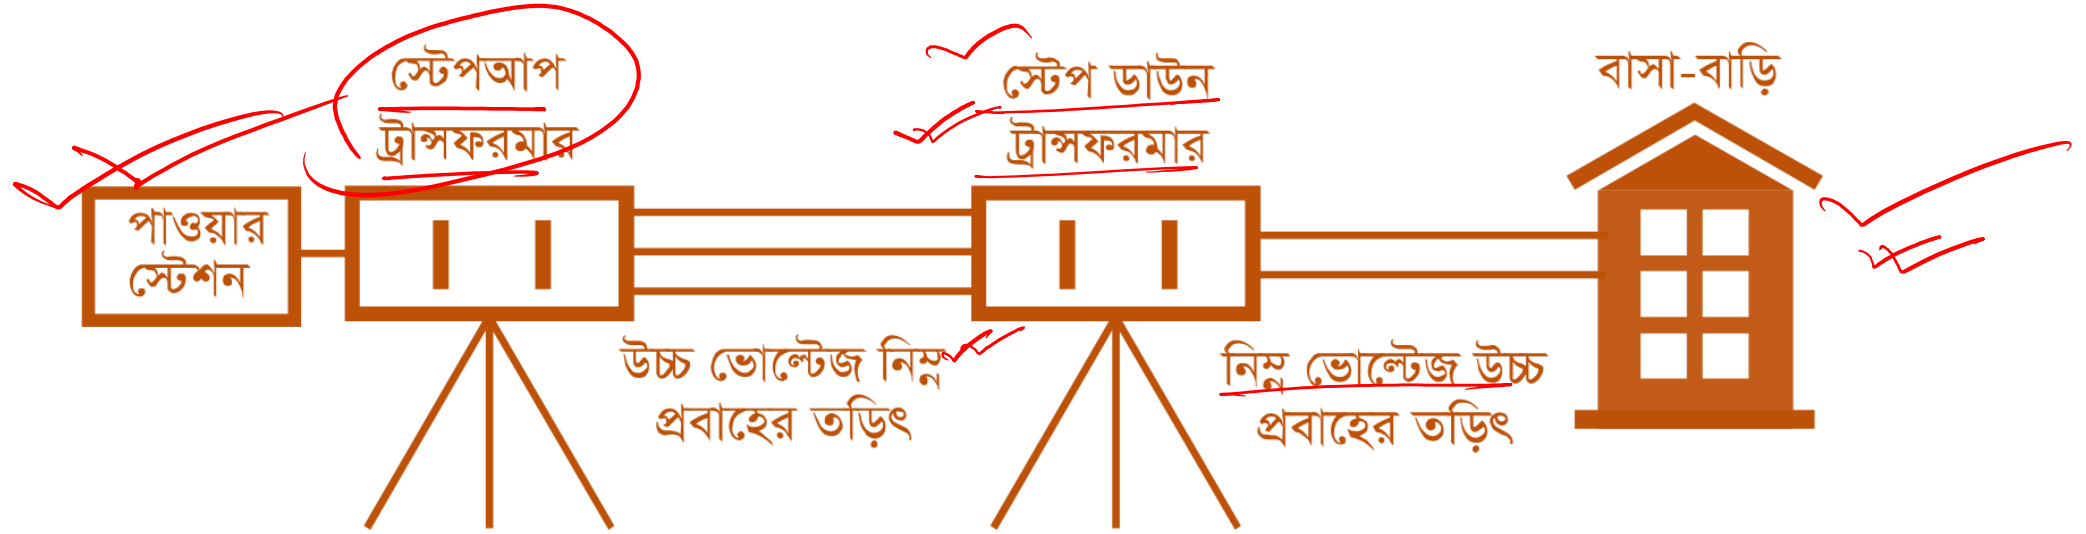 স্টেপআপ
ট্রান্সফরমার
স্টেপ ডাউন
ট্রান্সফরমার
বাসা-বাড়ি
পাওয়ার
স্টেশন
উচ্চ ভোল্টেজ নিম্ন
প্রবাহের তড়িৎ
নিম্ন ভোল্টেজ উচ্চ
প্রবাহের তড়িৎ